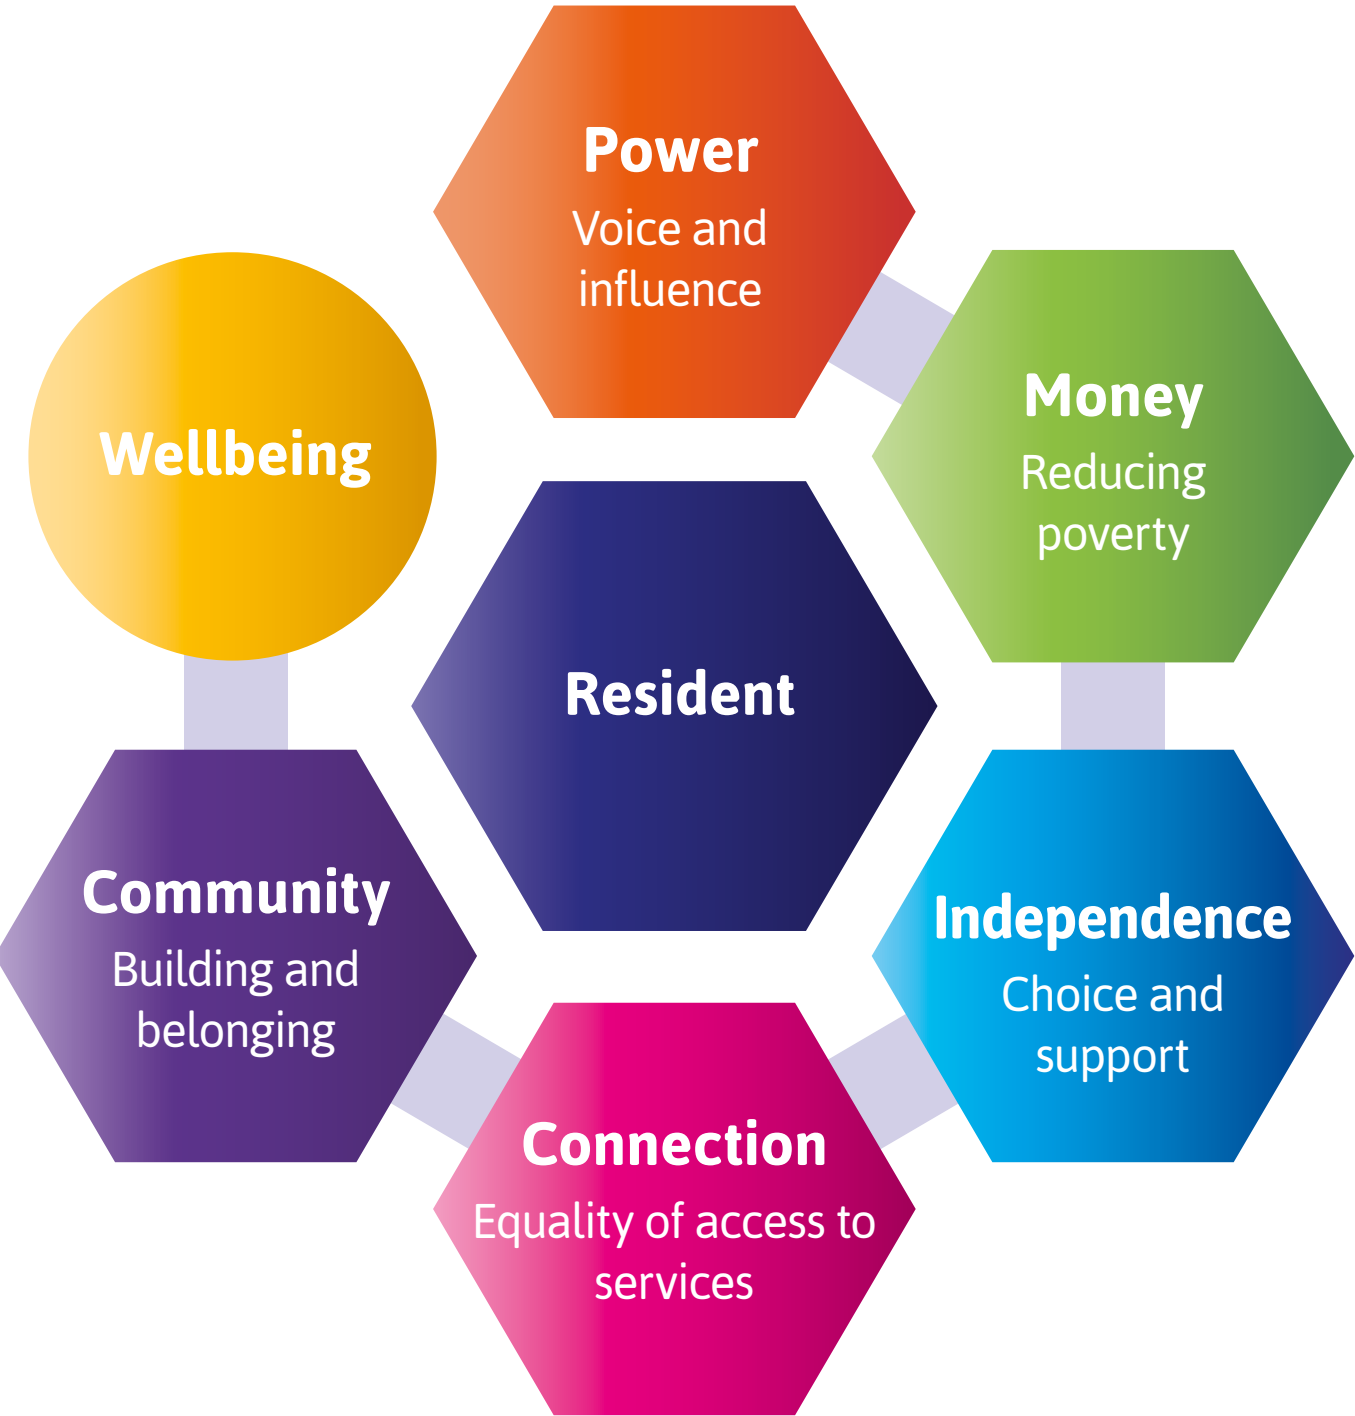 Power
Voice and
influence
Money
Reducing
poverty
Wellbeing
Resident
Community
Building and
belonging
Independence
Choice and
support
Connection
Equality of access to
services